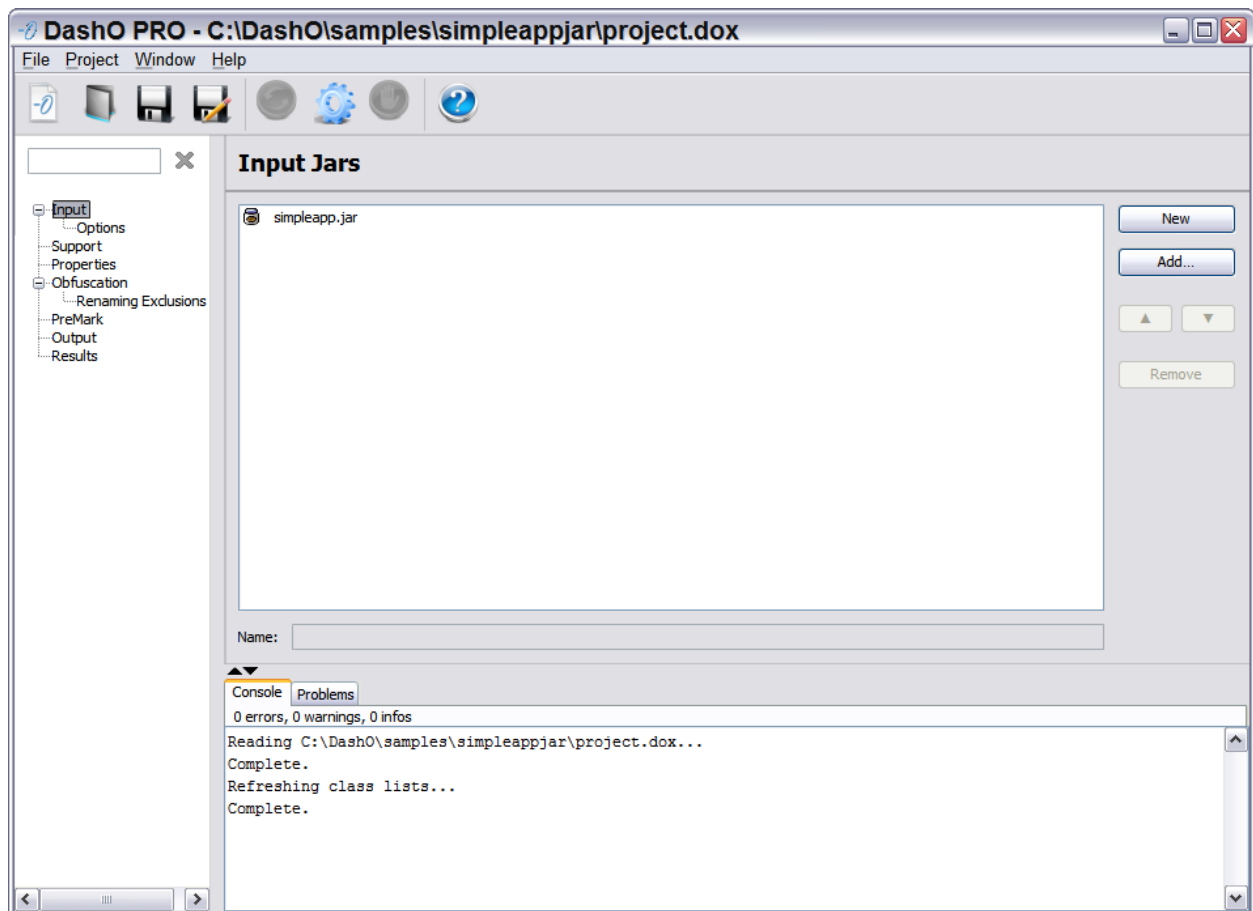 DashO PRO - C:\DashO\samples\simpleappjar\project.dox
File Project Window Help
Input Jars
Input
Options
Support
Properties
Obfuscation
Renaming Exclusions
PreMark
Output
Results
simpleapp.jar
New
Add...
Remove
Name:
Console Problems
0 errors, 0 warnings, 0 infos
Reading C:\DashO\samples\simpleappjar\project.dox...
Complete.
Refreshing class lists...
Complete.